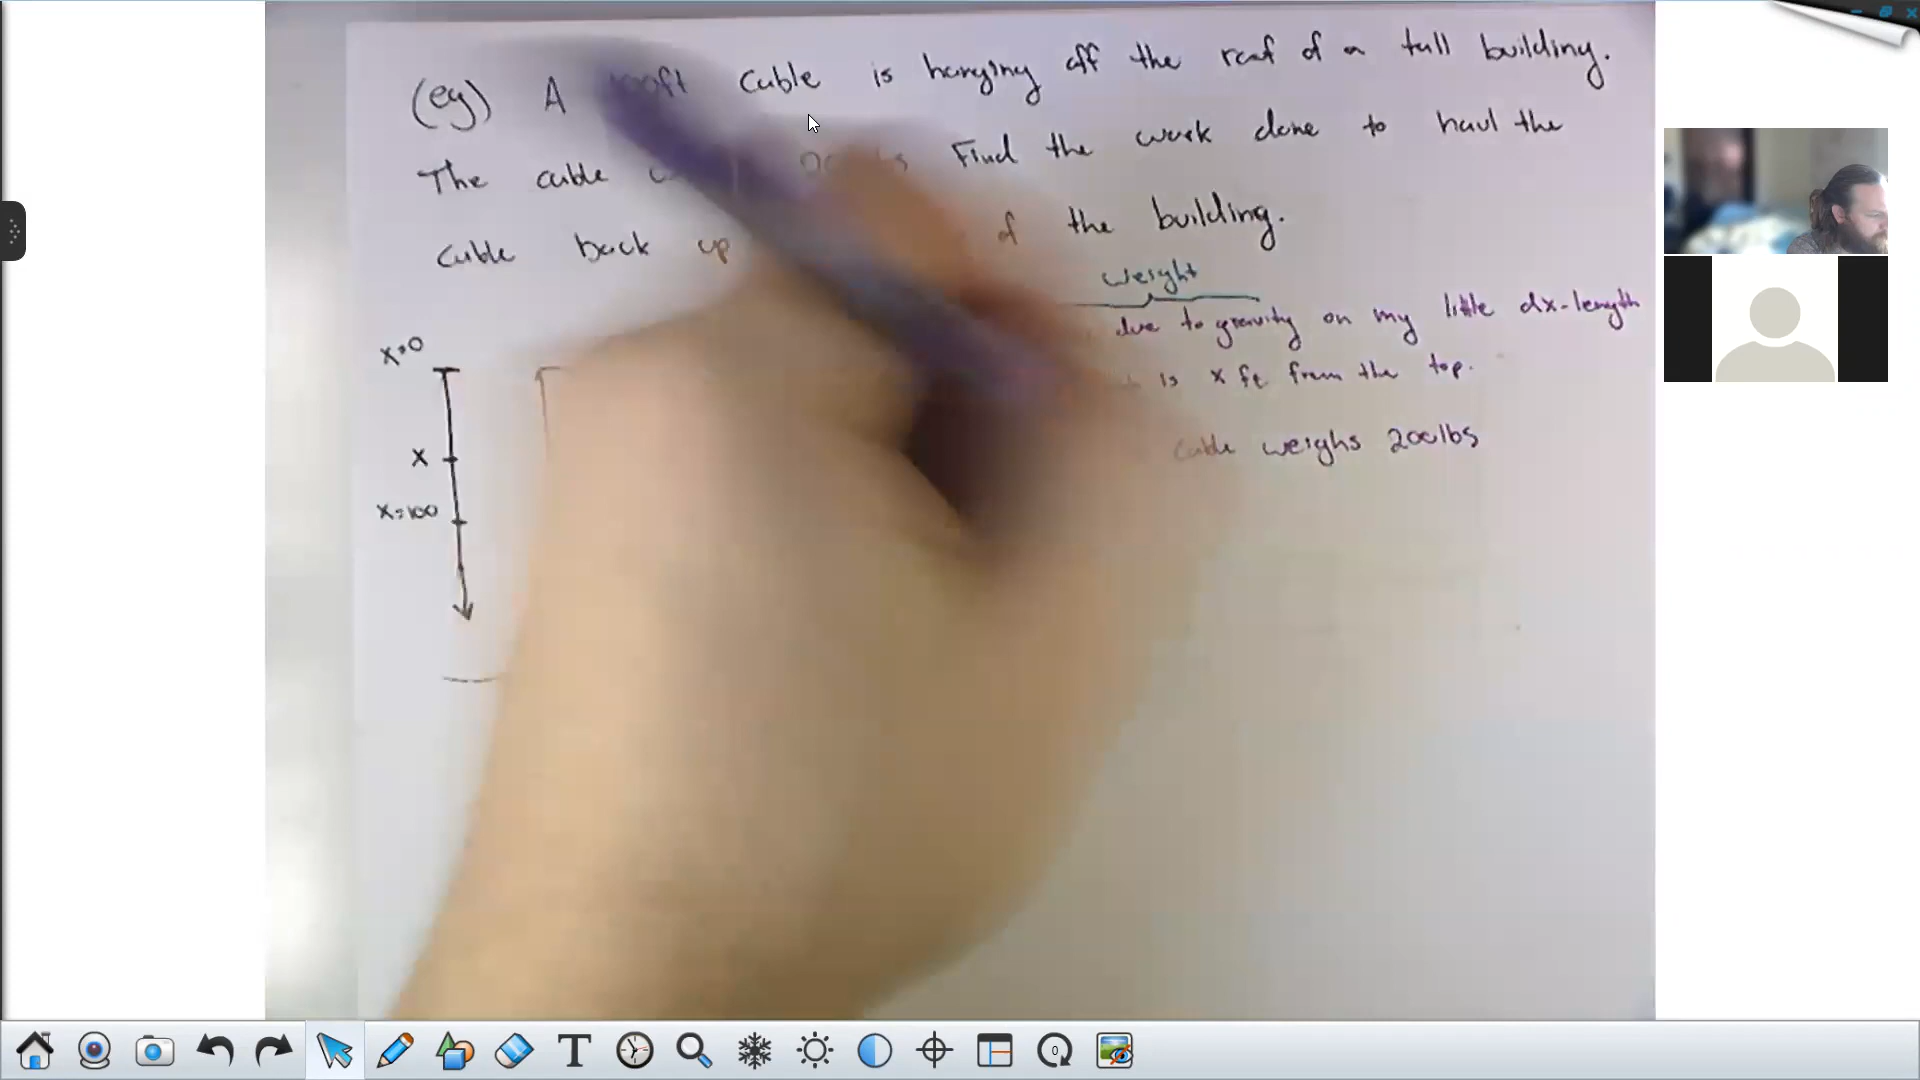 (eg) A 100ft cable is hanging off the roof of a tall building.
The cable Find the work done to haul the
cable back up of the building.
weight
due to gravity on my little dx-length
is x ft from the top.
cable weighs 200lbs
x=0
x
x=100
T
0